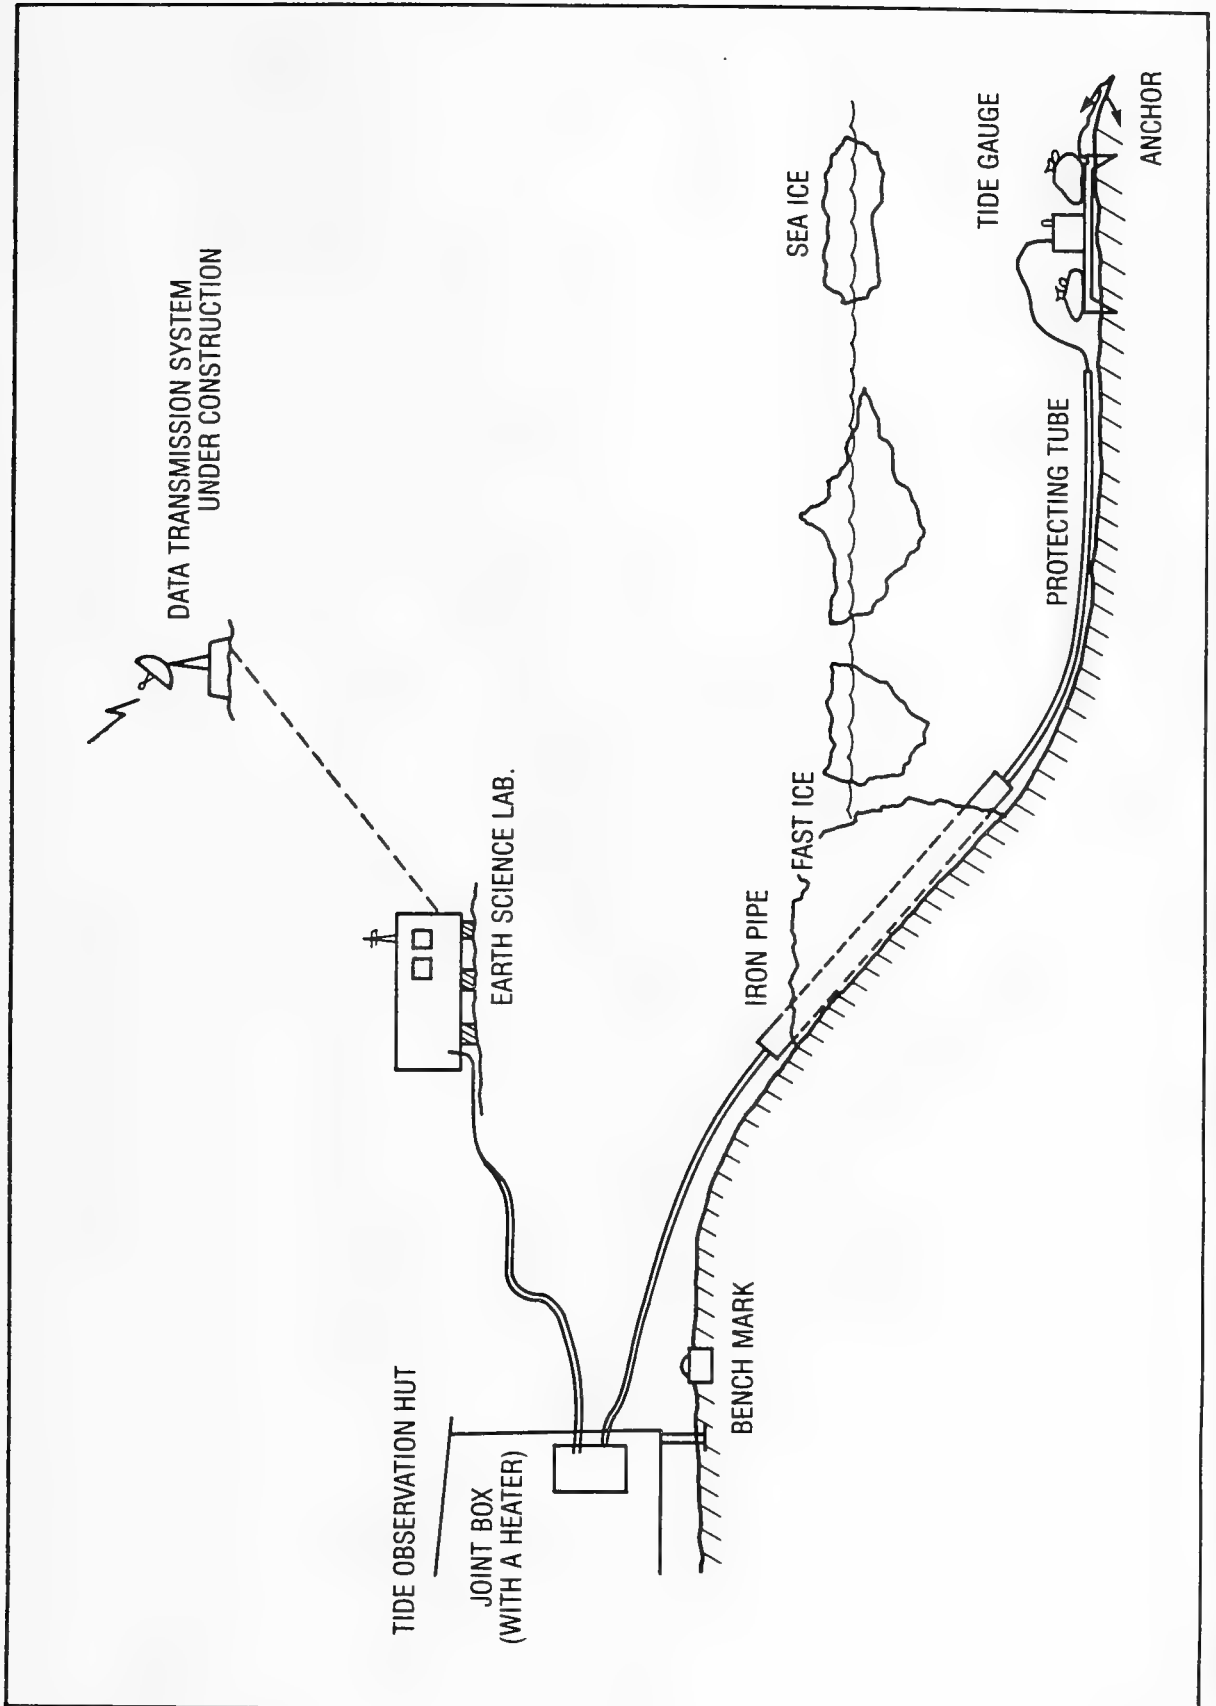 DATA TRANSMISSION SYSTEM
UNDER CONSTRUCTION
TIDE OBSERVATION HUT
JOINT BOX
(WITH A HEATER)
EARTH SCIENCE LAB.
BENCH MARK
IRON PIPE
FAST ICE
SEA ICE
PROTECTING TUBE
TIDE GAUGE
ANCHOR